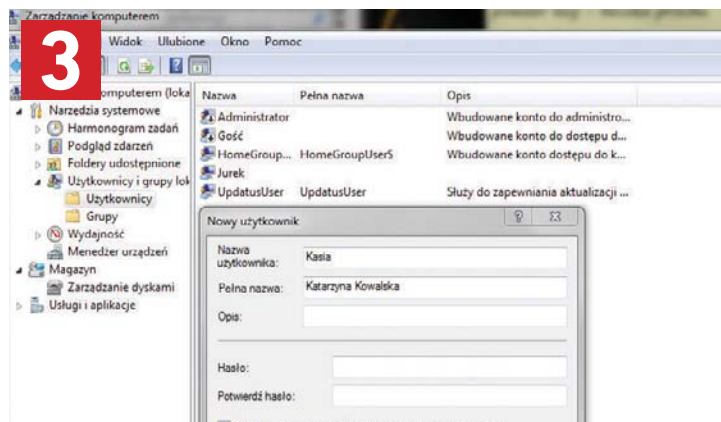 Zarządzanie komputerem
3
Widok Ulubione Okno Pomoc
omputerem (loka
Narzędzia systemowe
Harmonogram zadań
Podgląd zdarzeń
Foldery udostępnione
Użytkownicy i grupy lok
Użytkownicy
Grupy
Wydajność
Menedżer urządzeń
Magazyn
Zarządzanie dyskami
Usługi i aplikacje
Nazwa Pełna nazwa Opis
Administrator Wbudowane konto do administro...
Gość Wbudowane konto do dostępu d...
HomeGroup... HomeGroupUser$ Wbudowane konto dostępu do k...
Jurek
UpdatusUser UpdatusUser Służy do zapewniania aktualizacji ...
Nowy użytkownik
Nazwa
użytkownika: Kasia
Pełna nazwa: Katarzyna Kowalska
Opis:
Hasło:
Potwierdź hasło: